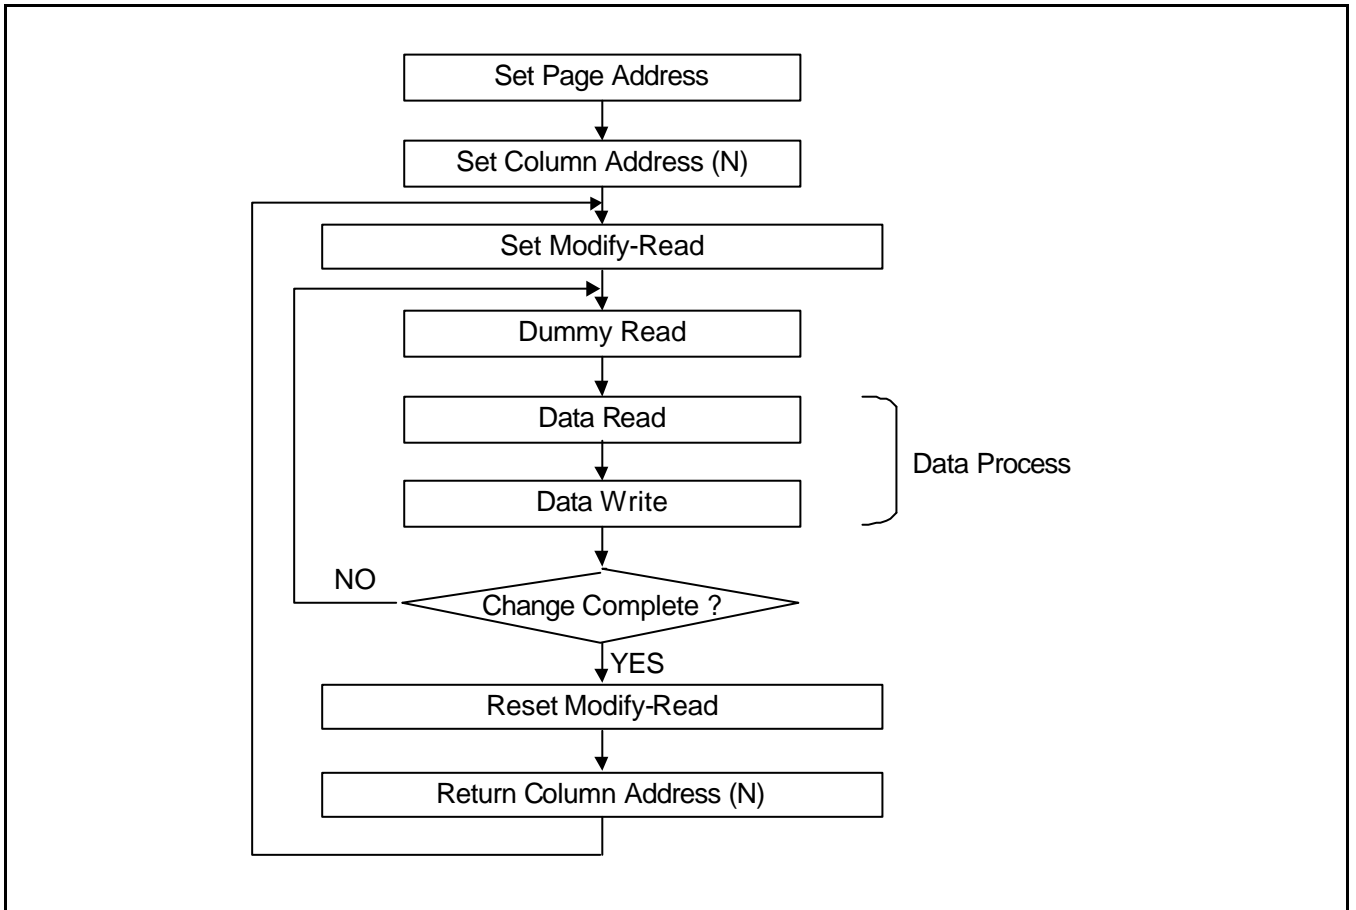 Set Page Address
Set Column Address (N)
Set Modify-Read
Dummy Read
Data Read
Data Process
Data Write
NO
Change Complete ?
YES
Reset Modify-Read
Return Column Address (N)